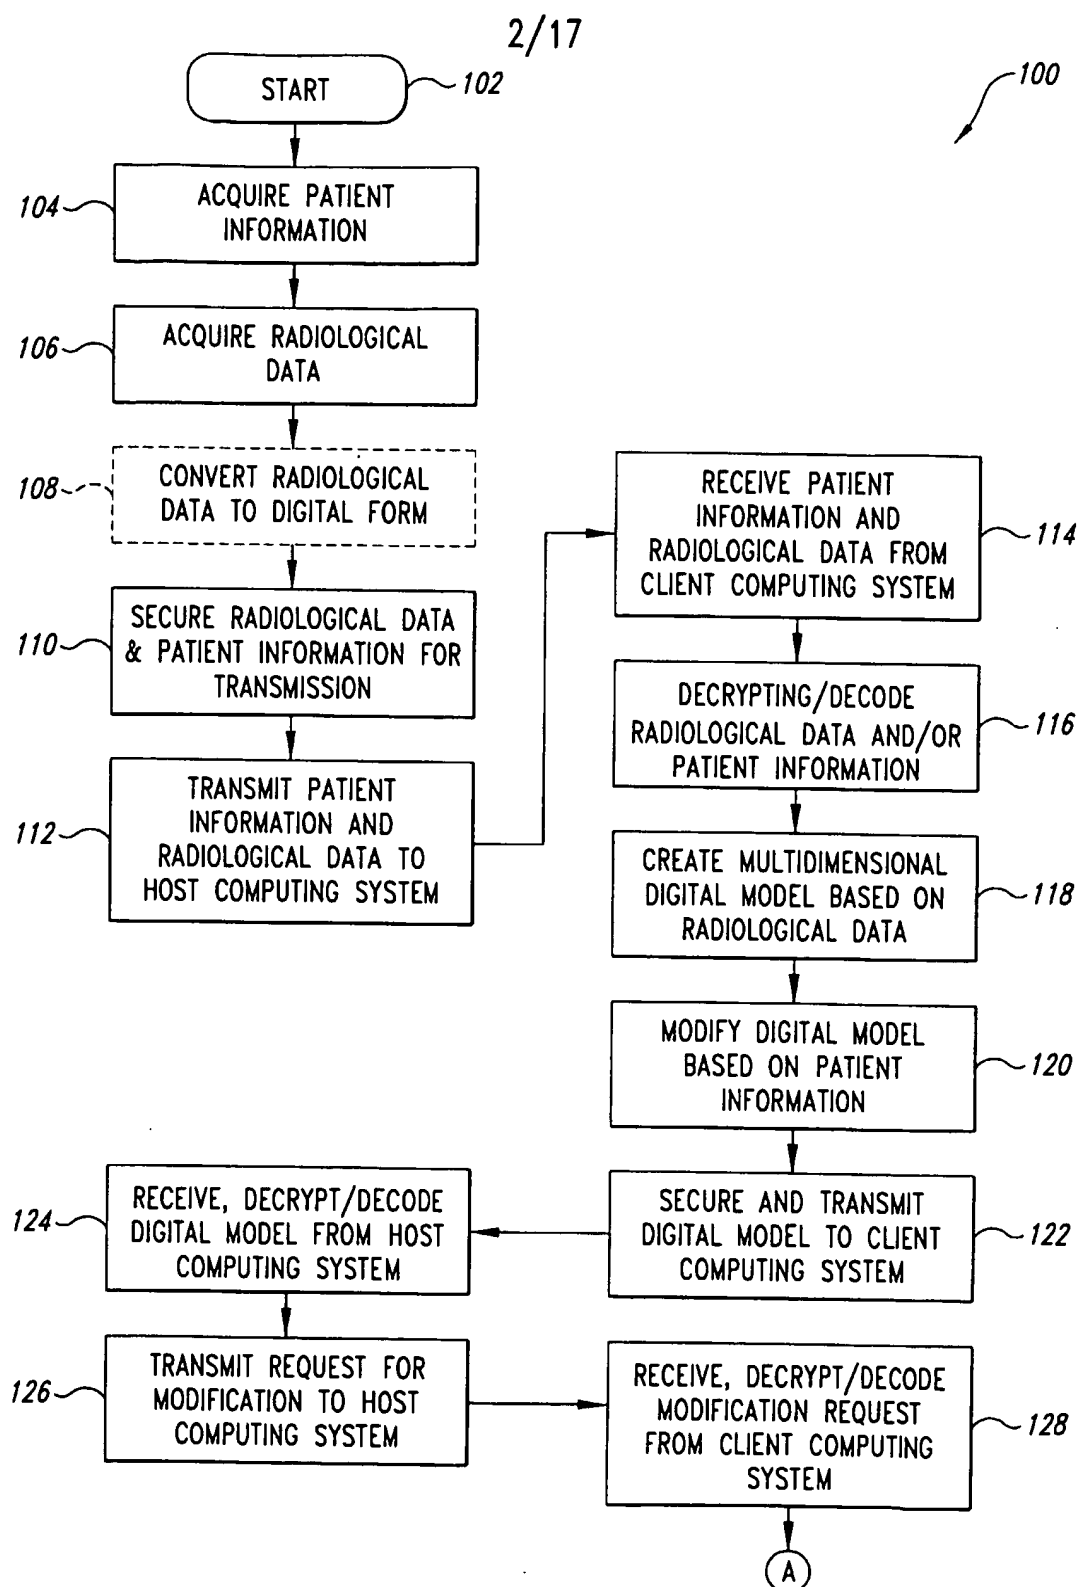 2/17
100
START
102
104
ACQUIRE PATIENT
INFORMATION
106
ACQUIRE RADIOLOGICAL
DATA
108
CONVERT RADIOLOGICAL
DATA TO DIGITAL FORM
110
SECURE RADIOLOGICAL DATA
& PATIENT INFORMATION FOR
TRANSMISSION
112
TRANSMIT PATIENT
INFORMATION AND
RADIOLOGICAL DATA TO
HOST COMPUTING SYSTEM
RECEIVE PATIENT
INFORMATION AND
RADIOLOGICAL DATA FROM
CLIENT COMPUTING SYSTEM
114
DECRYPTING/DECODE
RADIOLOGICAL DATA AND/OR
PATIENT INFORMATION
116
CREATE MULTIDIMENSIONAL
DIGITAL MODEL BASED ON
RADIOLOGICAL DATA
118
MODIFY DIGITAL MODEL
BASED ON PATIENT
INFORMATION
120
SECURE AND TRANSMIT
DIGITAL MODEL TO CLIENT
COMPUTING SYSTEM
122
124
RECEIVE, DECRYPT/DECODE
DIGITAL MODEL FROM HOST
COMPUTING SYSTEM
126
TRANSMIT REQUEST FOR
MODIFICATION TO HOST
COMPUTING SYSTEM
RECEIVE, DECRYPT/DECODE
MODIFICATION REQUEST
FROM CLIENT COMPUTING
SYSTEM
128
A